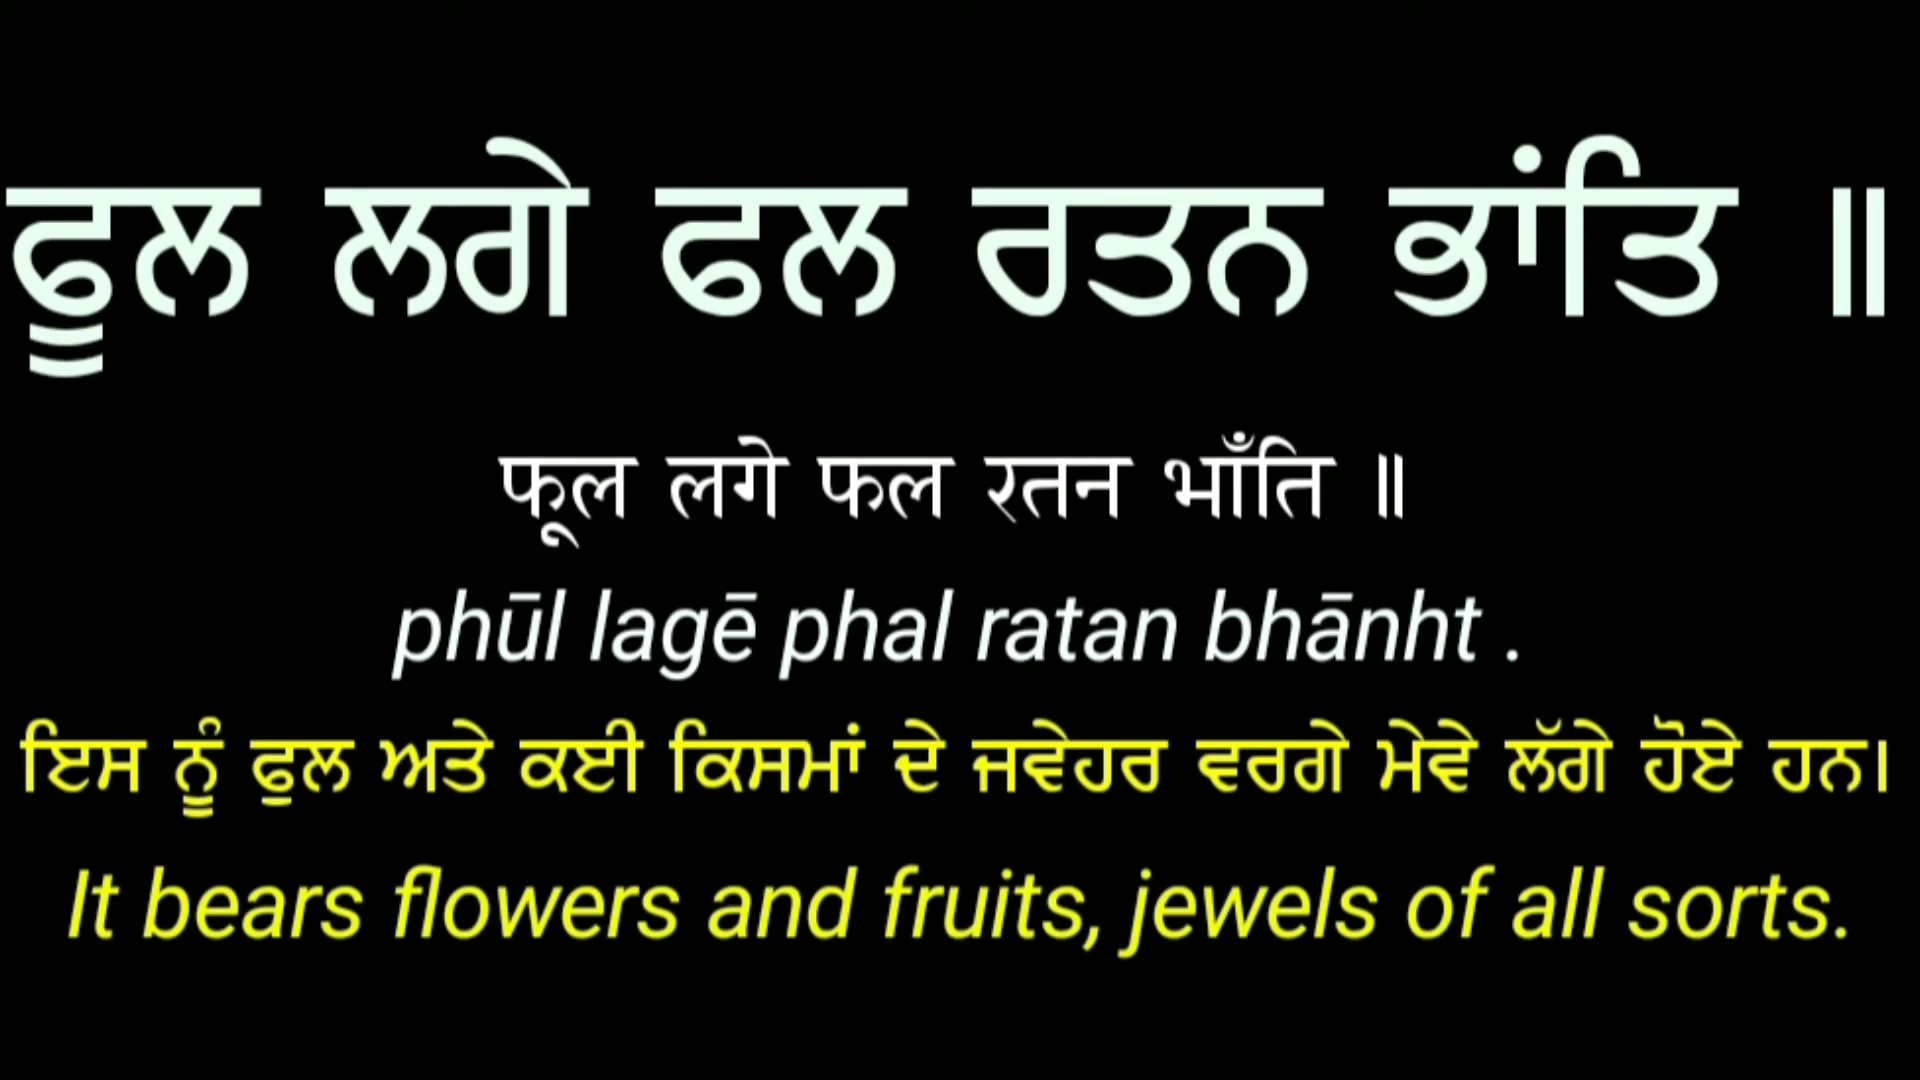 ਫੂਲ ਲਗੇ ਫਲ ਰਤਨ ਭਾਂਤਿ ॥
फूल लगे फल रतन भाँति ॥
phūl lagē phal ratan bhānht .
ਇਸ ਨੂੰ ਫੁਲ ਅਤੇ ਕਈ ਕਿਸਮਾਂ ਦੇ ਜਵੇਹਰ ਵਰਗੇ ਮੇਵੇ ਲੱਗੇ ਹੋਏ ਹਨ।
It bears flowers and fruits, jewels of all sorts.